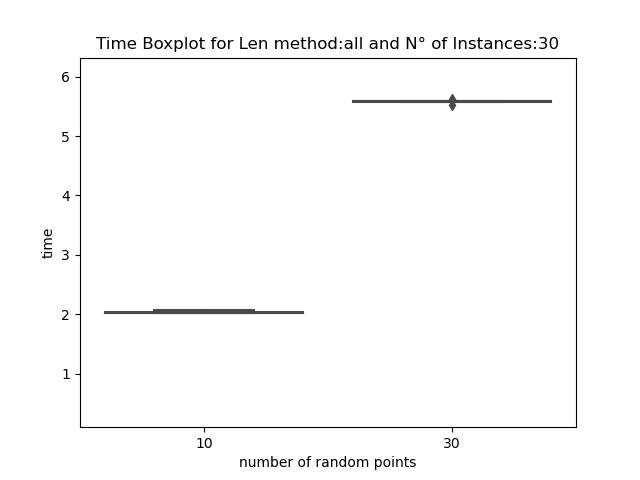 Time Boxplot for Len method:all and N° of Instances:30
6
5
4
3
2
1
time
10 30
number of random points